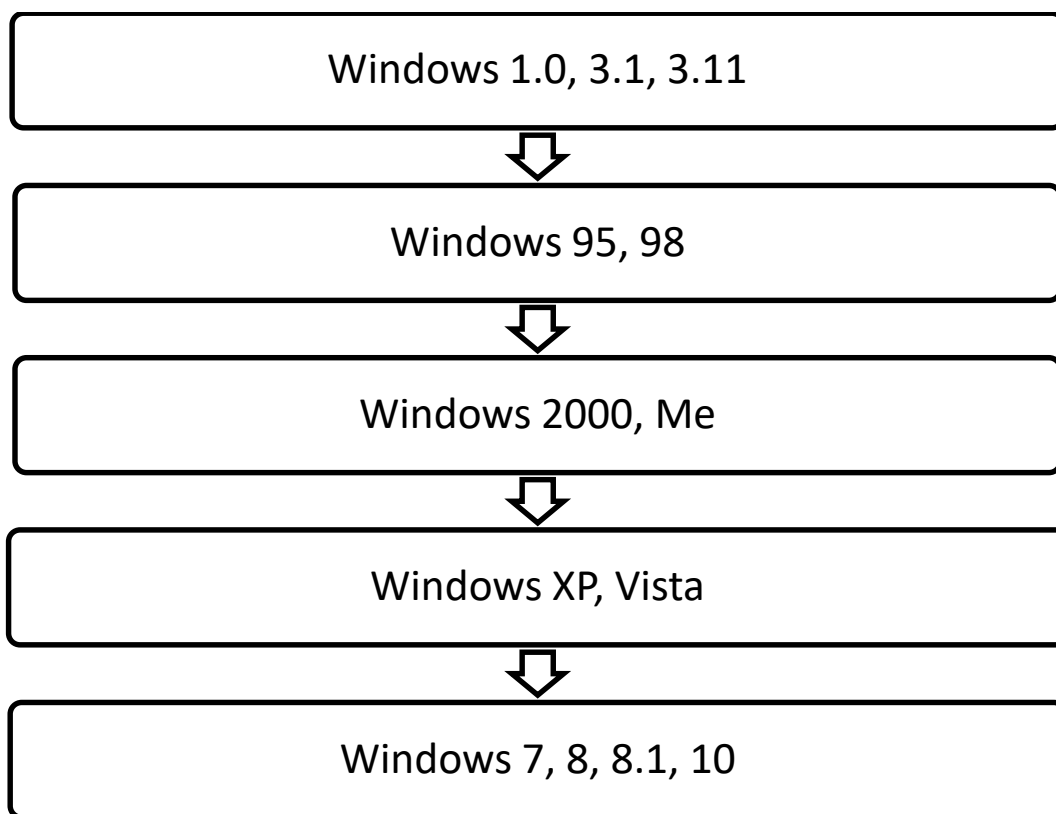 Windows 1.0, 3.1, 3.11
Windows 95, 98
Windows 2000, Me
Windows XP, Vista
Windows 7, 8, 8.1, 10